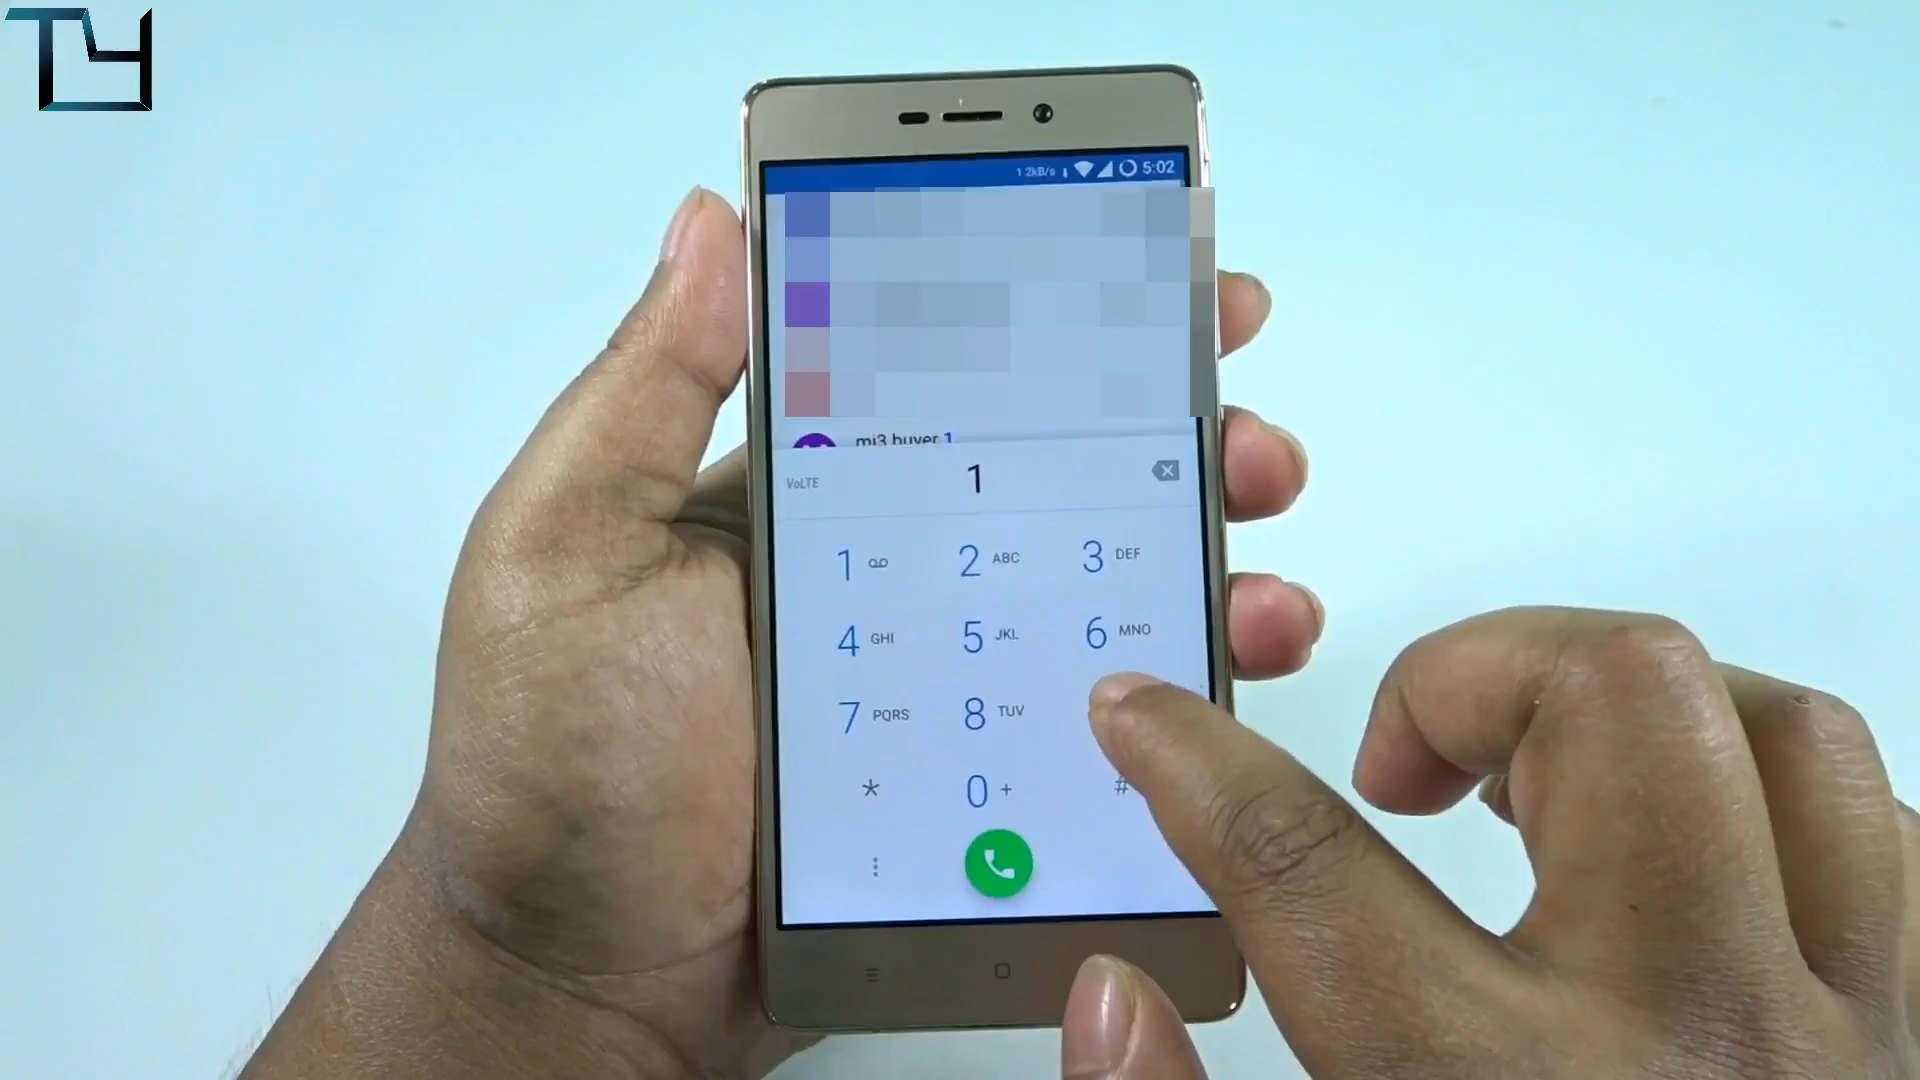 TY
1.2kB/s 5:02
mi3 buyer 1
VoLTE 1
1 2 ABC 3 DEF
4 GHI 5 JKL 6 MNO
7 PQRS 8 TUV
* 0 + #